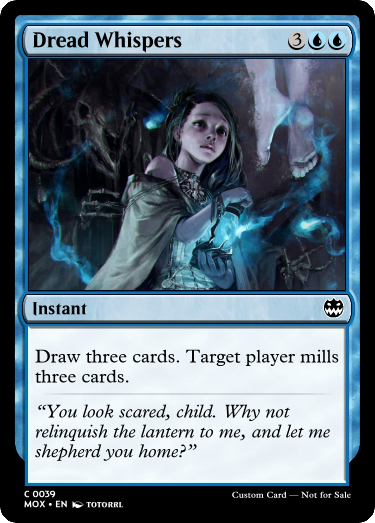 Dread Whispers 3
Instant
Draw three cards. Target player mills
three cards.
“You look scared, child. Why not
relinquish the lantern to me, and let me
shepherd you home?”
C 0039
MOX • EN TOTORRL
Custom Card — Not for Sale